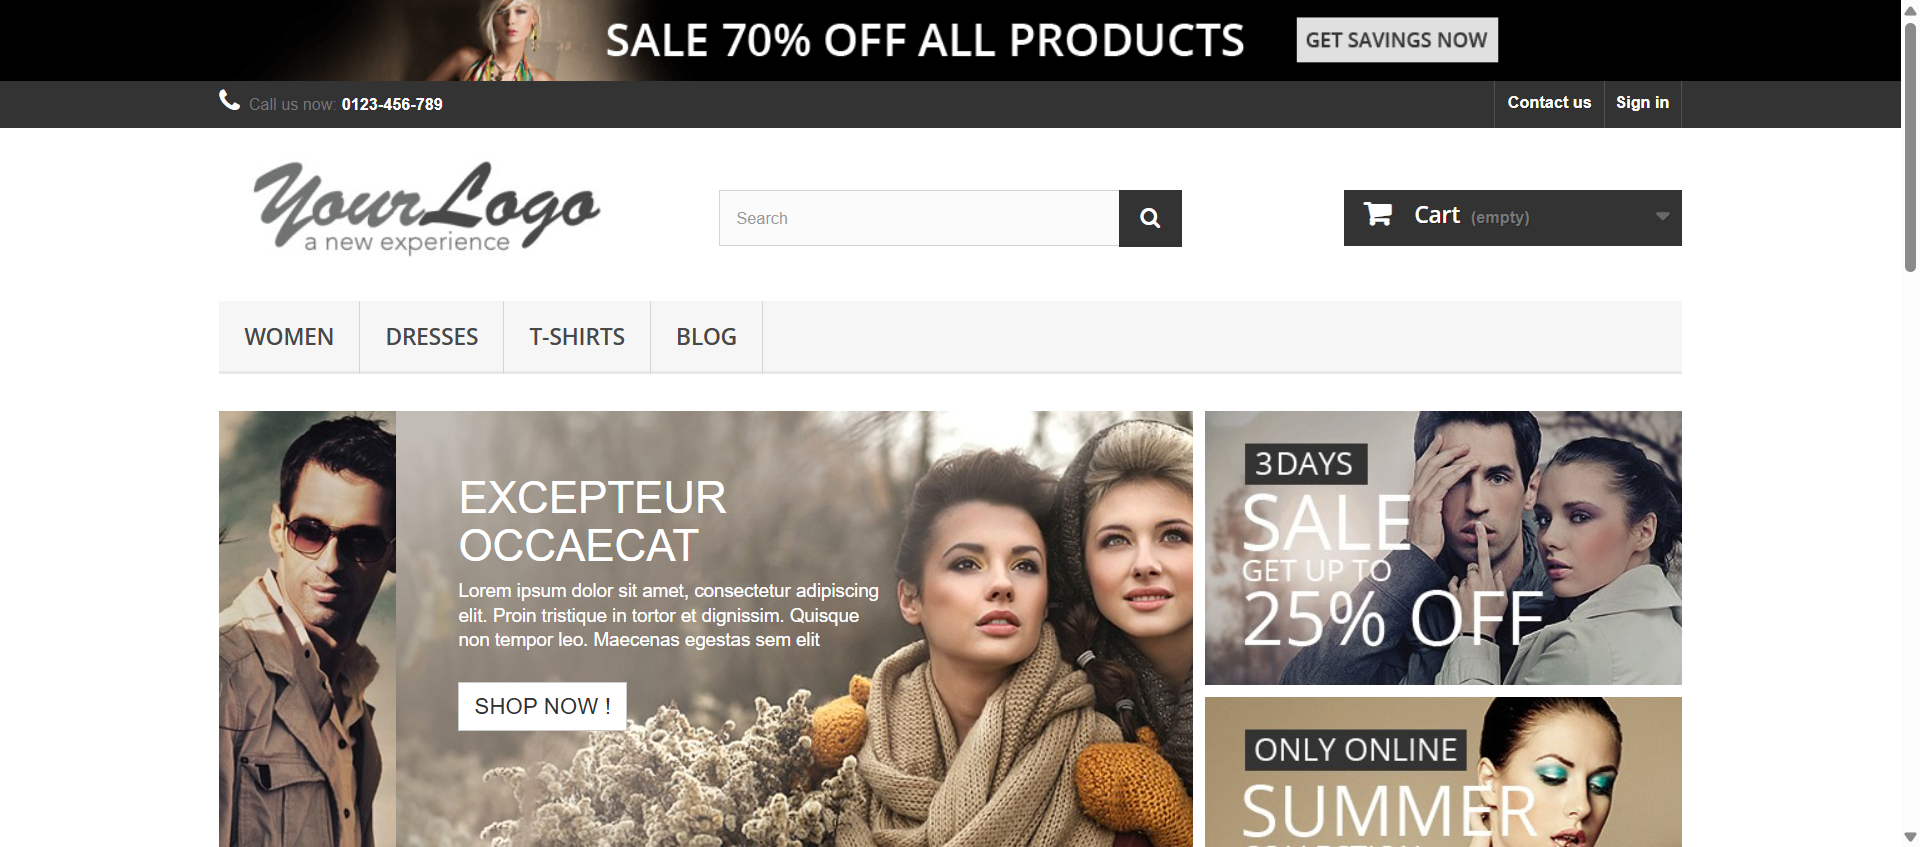 SALE 70% OFF ALL PRODUCTS
GET SAVINGS NOW
Call us now: 0123-456-789
Contact us
Sign in
YourLogo
a new experience
Search
Cart (empty)
WOMEN
DRESSES
T-SHIRTS
BLOG
EXCEPTEUR
OCCAECAT
Lorem ipsum dolor sit amet, consectetur adipiscing
elit. Proin tristique in tortor et dignissim. Quisque
non tempor leo. Maecenas egestas sem elit
SHOP NOW !
3 DAYS
SALE
GET UP TO
25% OFF
ONLY ONLINE
SUMMER